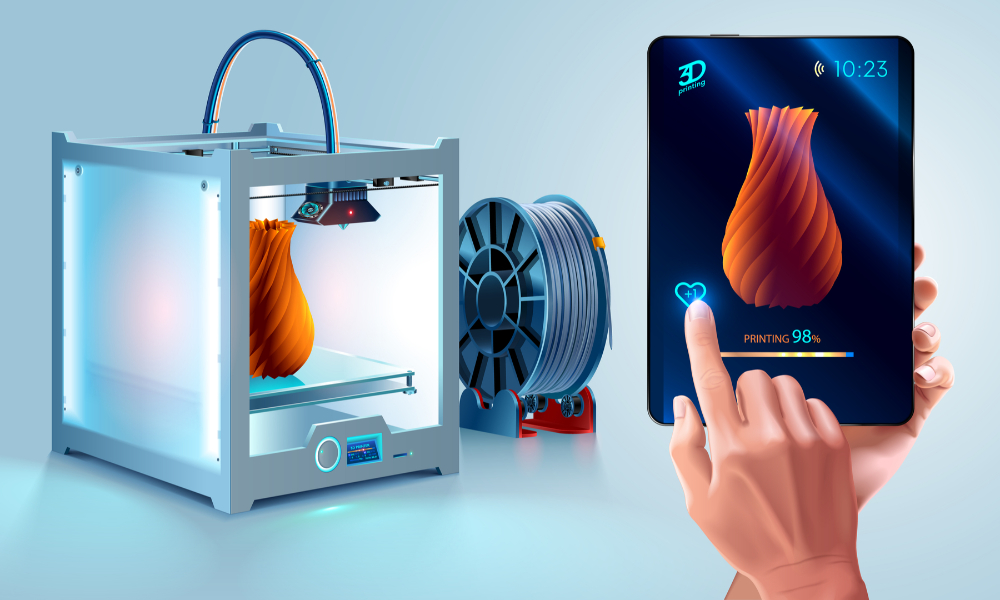 3D
printing
10:23
+1
PRINTING 98%